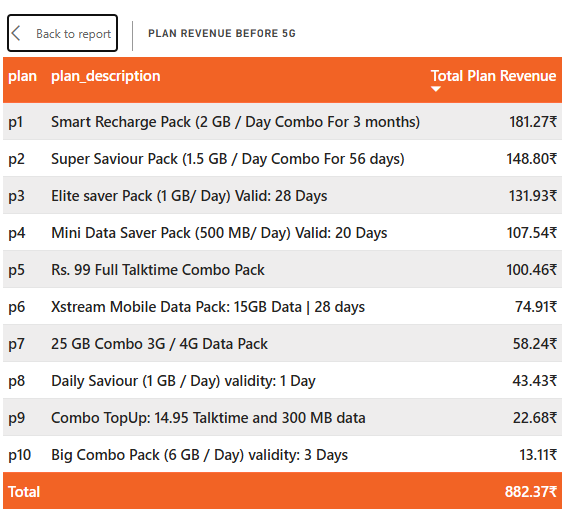 Back to report PLAN REVENUE BEFORE 5G
plan plan_description Total Plan Revenue
p1 Smart Recharge Pack (2 GB / Day Combo For 3 months) 181.27₹
p2 Super Saviour Pack (1.5 GB / Day Combo For 56 days) 148.80₹
p3 Elite saver Pack (1 GB/ Day) Valid: 28 Days 131.93₹
p4 Mini Data Saver Pack (500 MB/ Day) Valid: 20 Days 107.54₹
p5 Rs. 99 Full Talktime Combo Pack 100.46₹
p6 Xstream Mobile Data Pack: 15GB Data | 28 days 74.91₹
p7 25 GB Combo 3G / 4G Data Pack 58.24₹
p8 Daily Saviour (1 GB / Day) validity: 1 Day 43.43₹
p9 Combo TopUp: 14.95 Talktime and 300 MB data 22.68₹
p10 Big Combo Pack (6 GB / Day) validity: 3 Days 13.11₹
Total 882.37₹